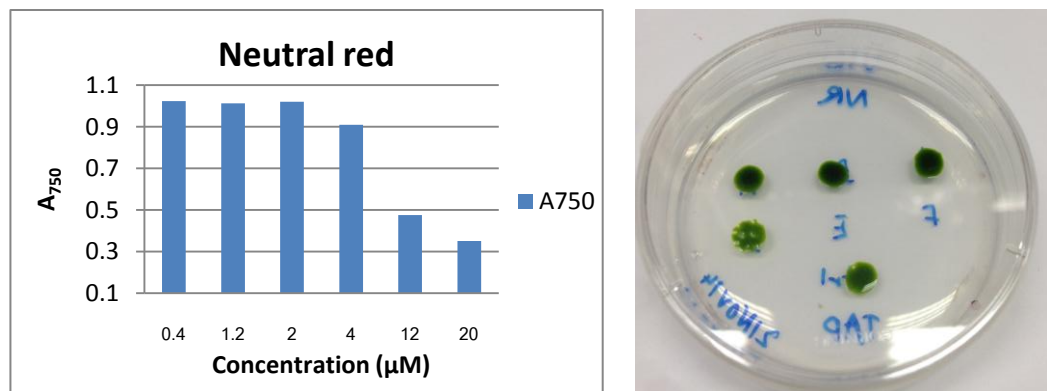 Neutral red
1.1
0.9
0.7
0.5
0.3
0.1
A₇₅₀
0.4 1.2 2 4 12 20
Concentration (µM)
A750
NR
E
F
TAP
21NOV14